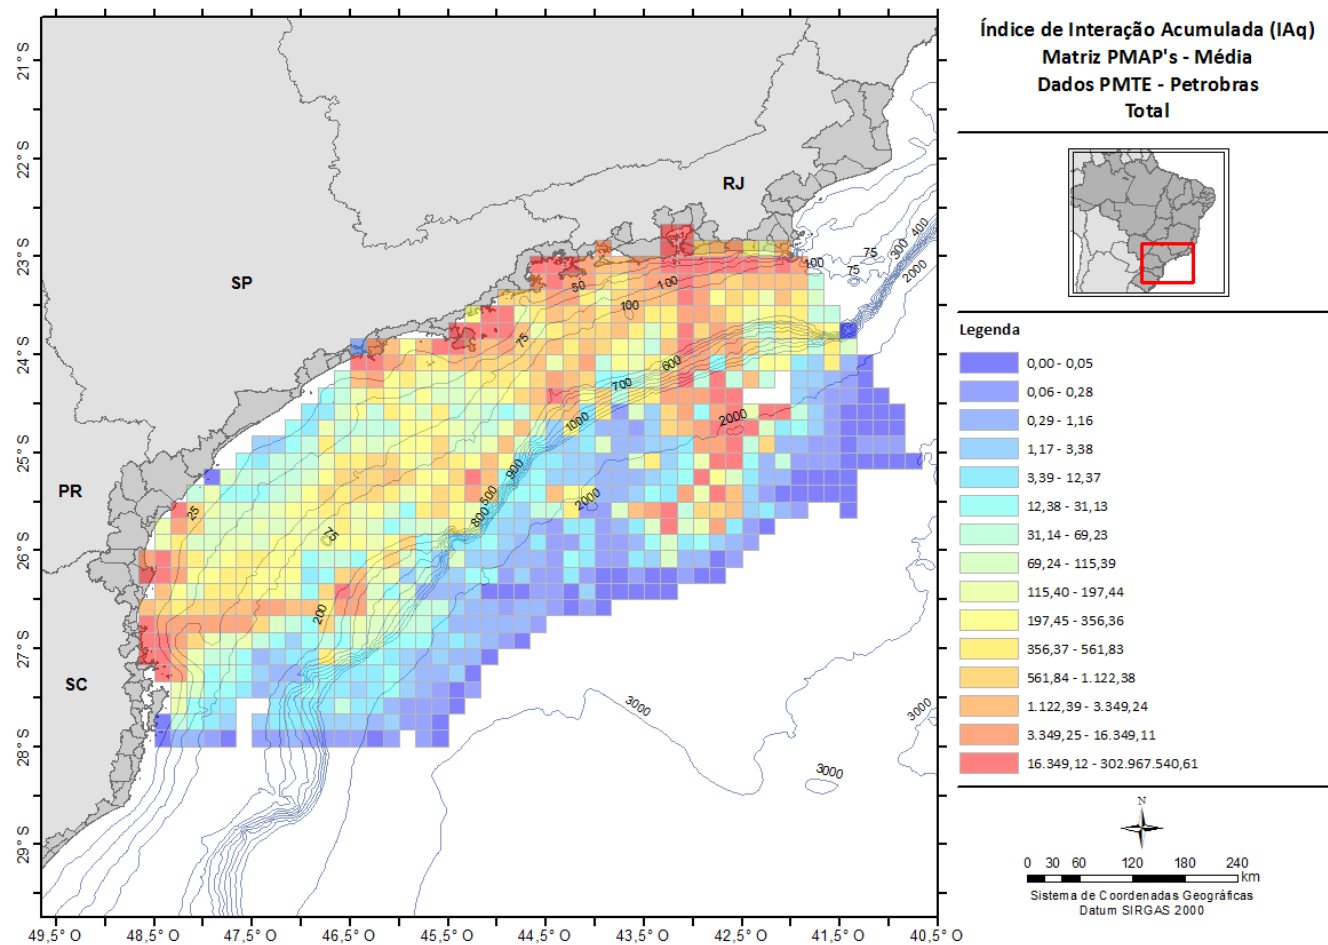 Índice de Interação Acumulada (IAq)
Matriz PMAP's - Média
Dados PMTE - Petrobras
Total
Legenda
0,00 - 0,05
0,06 - 0,28
0,29 - 1,16
1,17 - 3,38
3,39 - 12,37
12,38 - 31,13
31,14 - 69,23
69,24 - 115,39
115,40 - 197,44
197,45 - 356,36
356,37 - 561,83
561,84 - 1.122,38
1.122,39 - 3.349,24
3.349,25 - 16.349,11
16.349,12 - 302.967.540,61
N
0 30 60 120 180 240
km
Sistema de Coordenadas Geográficas
Datum SIRGAS 2000
21° S
22° S
23° S
24° S
25° S
26° S
27° S
28° S
29° S
RJ
SP
PR
SC
400
300
75
2000
100
75
50
100
100
75
600
700
1000
2000
900
500
800
2000
25
75
200
3000
3000
3000
49,5° O
48,5° O
47,5° O
46,5° O
45,5° O
44,5° O
43,5° O
42,5° O
41,5° O
40,5° O